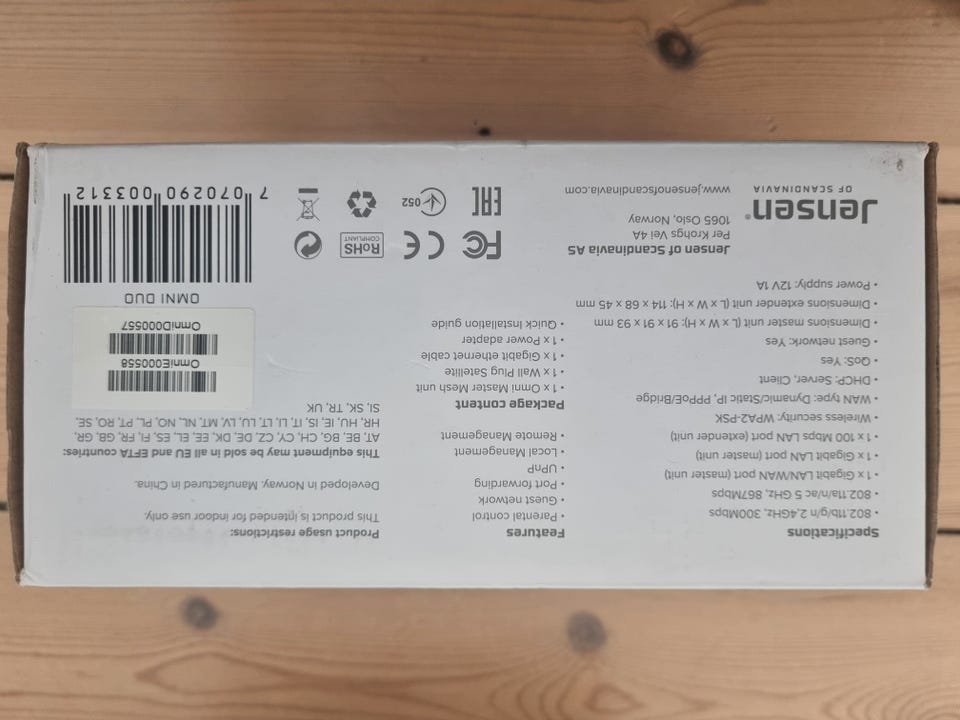 Specifications
• 802.11b/g/n 2,4GHz, 300Mbps
• 802.11a/n/ac 5 GHz, 867Mbps
• 1 x Gigabit LAN/WAN port (master unit)
• 1 x Gigabit LAN port (master unit)
• 1 x 100 Mbps LAN port (extender unit)
• Wireless security: WPA2-PSK
• WAN type: Dynamic/Static IP, PPPoE/Bridge
• DHCP: Server, Client
• QoS: Yes
• Guest network: Yes
• Dimensions master unit (L x W x H): 91 x 91 x 93 mm
• Dimensions extender unit (L x W x H): 114 x 68 x 45 mm
• Power supply: 12V 1A
Jensen®
OF SCANDINAVIA
Jensen of Scandinavia AS
Per Krohgs Vei 4A
1065 Oslo, Norway
www.jensenofscandinavia.com
Features
• Parental control
• Guest network
• Port forwarding
• UPnP
• Local Management
• Remote Management
Package content
• 1 x Omni Master Mesh unit
• 1 x Wall Plug Satellite
• 1 x Gigabit ethernet cable
• 1 x Power adapter
• Quick Installation guide
Product usage restrictions:
This product is intended for indoor use only.
Developed in Norway. Manufactured in China.
This equipment may be sold in all EU and EFTA countries:
AT, BE, BG, CH, CY, CZ, DE, DK, EE, EL, ES, FI, FR, GB, GR,
HR, HU, IE, IS, IT, LI, LT, LU, LV, MT, NL, NO, PL, PT, RO, SE,
SI, SK, TR, UK
OmniE000558
OmniD000557
OMNI DUO
7 070290 003312
FC CE RoHS
COMPLIANT
EAC 052